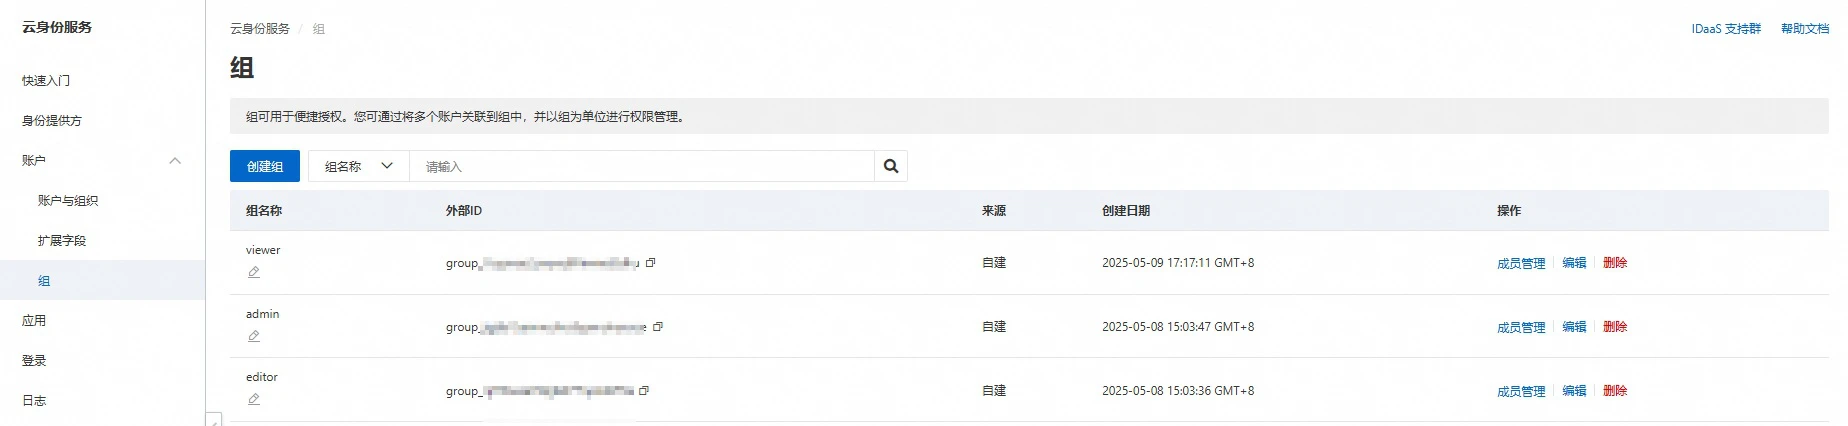 云身份服务
快速入门
身份提供方
账户
账户与组织
扩展字段
组
应用
登录
日志
云身份服务 / 组
IDaaS 支持群 帮助文档
组
组可用于便捷授权。您可通过将多个账户关联到组中，并以组为单位进行权限管理。
创建组 组名称 请输入
组名称 外部ID 来源 创建日期 操作
viewer
group_ 自建 2025-05-09 17:17:11 GMT+8 成员管理 编辑 删除
admin
group_ 自建 2025-05-08 15:03:47 GMT+8 成员管理 编辑 删除
editor
group_ 自建 2025-05-08 15:03:36 GMT+8 成员管理 编辑 删除